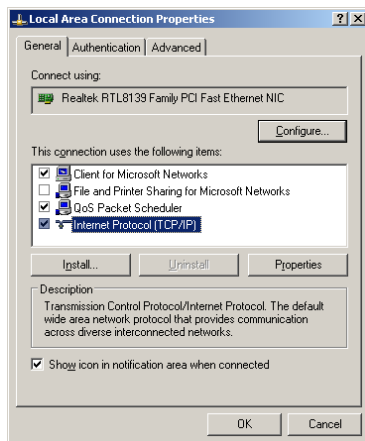 Local Area Connection Properties
General Authentication Advanced
Connect using:
Realtek RTL8139 Family PCI Fast Ethernet NIC
Configure...
This connection uses the following items:
Client for Microsoft Networks
File and Printer Sharing for Microsoft Networks
QoS Packet Scheduler
Internet Protocol (TCP/IP)
Install... Uninstall Properties
Description
Transmission Control Protocol/Internet Protocol. The default
wide area network protocol that provides communication
across diverse interconnected networks.
Show icon in notification area when connected
OK Cancel